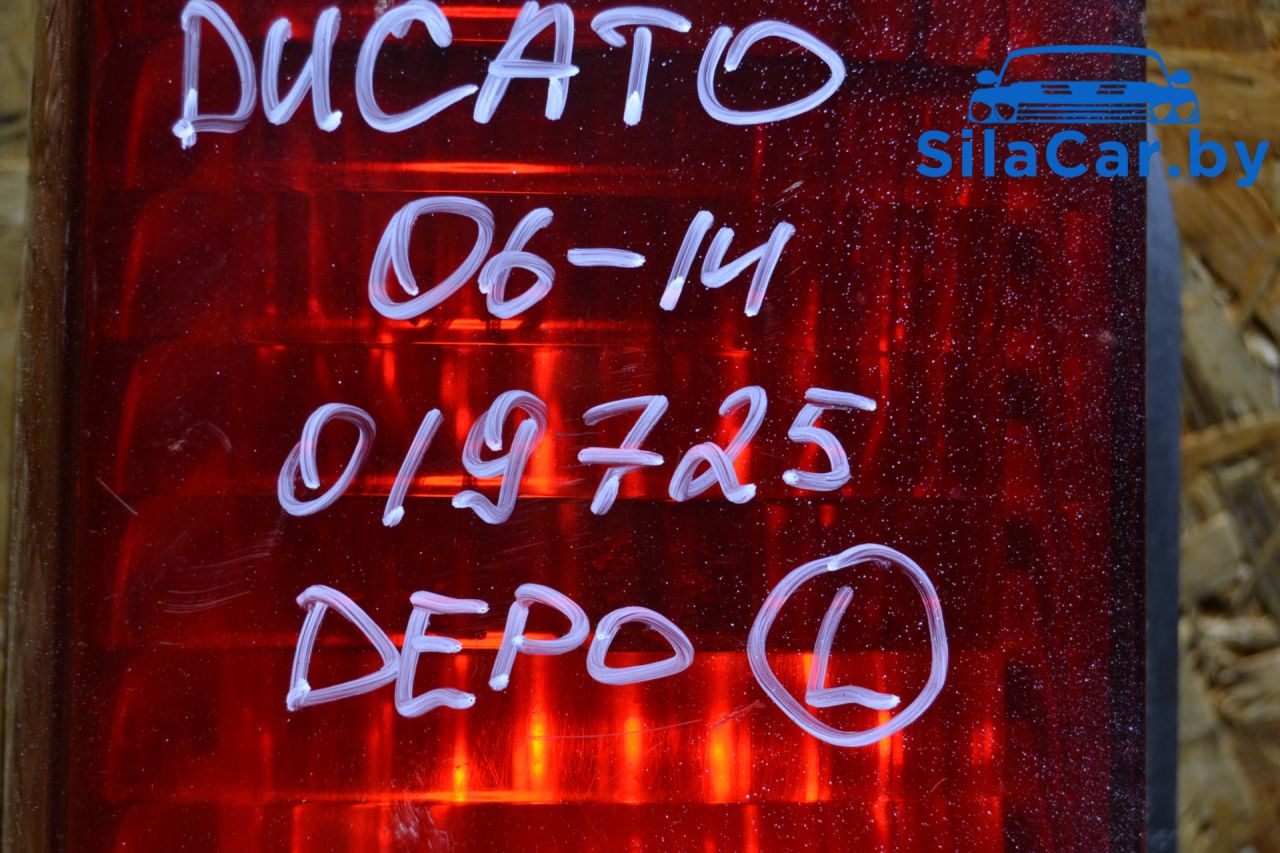 DUCATO
SilaCar.by
06-14
019725
DEPO L